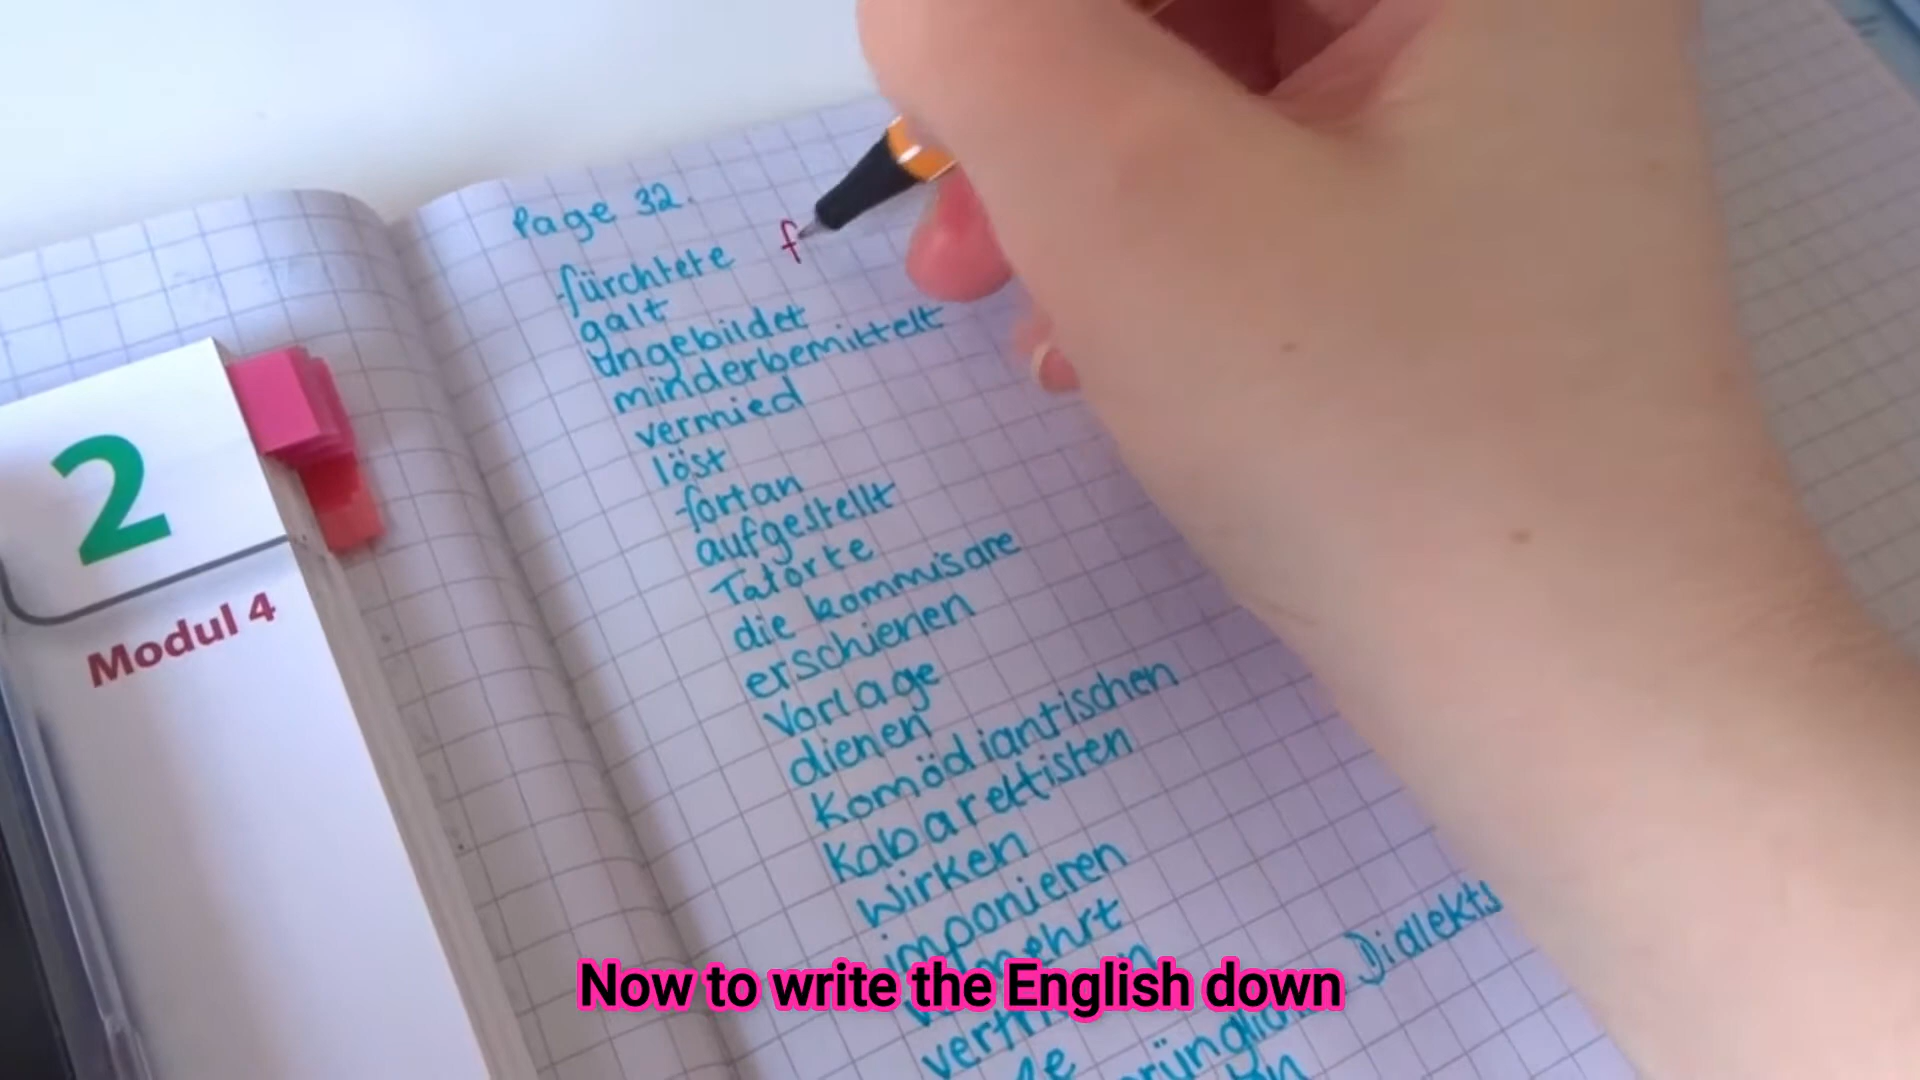 Page 32.
f
fürchtete
galt
ungebildet
minderbemittelt
vermied
löst
fortan
aufgestellt
Tatorte
die kommisare
erschienen
Vorlage
dienen
Komödiantischen
Kabarettisten
Wirken
imponieren
Dialekts
2
Modul 4
Now to write the English down